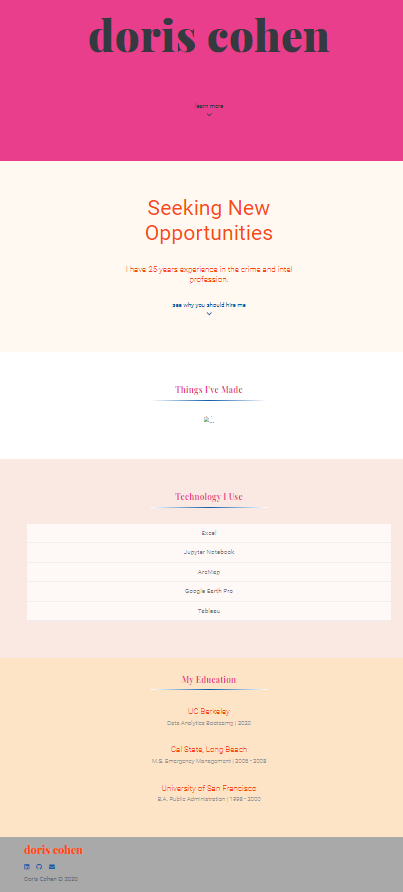 doris cohen
learn more
Seeking New
Opportunities
I have 25 years experience in the crime and intel
profession.
see why you should hire me
Things I've Made
Technology I Use
Excel
Jupyter Notebook
ArcMap
Google Earth Pro
Tableau
My Education
UC Berkeley
Data Analytics Bootcamp | 2020
Cal State, Long Beach
M.S. Emergency Management | 2006 - 2008
University of San Francisco
B.A. Public Administration | 1998 - 2000
doris cohen
Doris Cohen © 2020